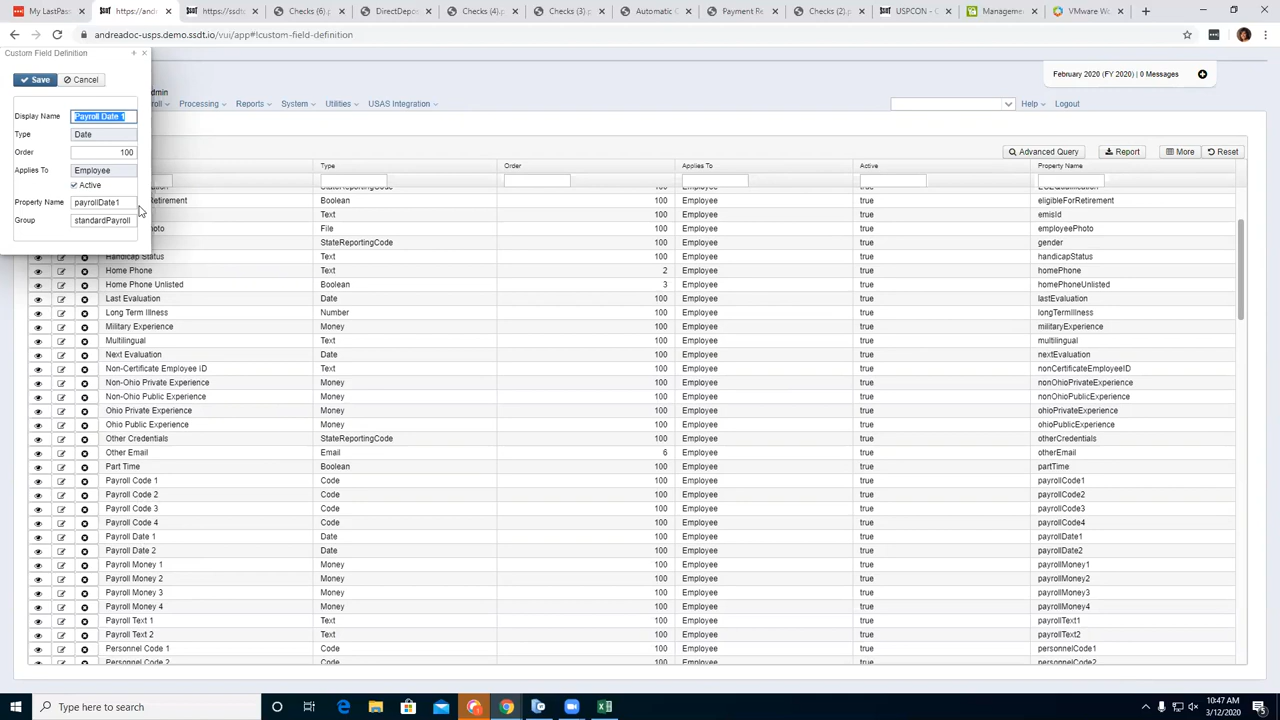 My LastPass
https://andr
https://ssdt
Checks (6).p
DirectDepos
Checks (4).p
Checks (3).p
Automatic C
Payment Re
Checks (2).p
USPCON - C
Manageme
VMware Wo
andreadoc-usps.demo.ssdt.io/vui/app#!custom-field-definition
Custom Field Definition
Save
Cancel
Display Name Payroll Date 1
Type Date
Order 100
Applies To Employee
Active
Property Name payrollDate1
Group standardPayroll
dmin
February 2020 (FY 2020) | 0 Messages
Processing Reports System Utilities USAS Integration Help Logout
Advanced Query Report More Reset
Type Order Applies To Active Property Name
StateReportingCode 100 Employee true
Retirement Boolean 100 Employee true eligibleForRetirement
Text 100 Employee true emisId
oto File 100 Employee true employeePhoto
StateReportingCode 100 Employee true gender
Handicap Status Text 100 Employee true handicapStatus
Home Phone Text 2 Employee true homePhone
Home Phone Unlisted Boolean 3 Employee true homePhoneUnlisted
Last Evaluation Date 100 Employee true lastEvaluation
Long Term Illness Number 100 Employee true longTermIllness
Military Experience Money 100 Employee true militaryExperience
Multilingual Text 100 Employee true multilingual
Next Evaluation Date 100 Employee true nextEvaluation
Non-Certificate Employee ID Text 100 Employee true nonCertificateEmployeeID
Non-Ohio Private Experience Money 100 Employee true nonOhioPrivateExperience
Non-Ohio Public Experience Money 100 Employee true nonOhioPublicExperience
Ohio Private Experience Money 100 Employee true ohioPrivateExperience
Ohio Public Experience Money 100 Employee true ohioPublicExperience
Other Credentials StateReportingCode 100 Employee true otherCredentials
Other Email Email 6 Employee true otherEmail
Part Time Boolean 100 Employee true partTime
Payroll Code 1 Code 100 Employee true payrollCode1
Payroll Code 2 Code 100 Employee true payrollCode2
Payroll Code 3 Code 100 Employee true payrollCode3
Payroll Code 4 Code 100 Employee true payrollCode4
Payroll Date 1 Date 100 Employee true payrollDate1
Payroll Date 2 Date 100 Employee true payrollDate2
Payroll Money 1 Money 100 Employee true payrollMoney1
Payroll Money 2 Money 100 Employee true payrollMoney2
Payroll Money 3 Money 100 Employee true payrollMoney3
Payroll Money 4 Money 100 Employee true payrollMoney4
Payroll Text 1 Text 100 Employee true payrollText1
Payroll Text 2 Text 100 Employee true payrollText2
Personnel Code 1 Code 100 Employee true personnelCode1
Personnel Code 2 Code 100 Employee true personnelCode2
Type here to search
10:47 AM
3/12/2020